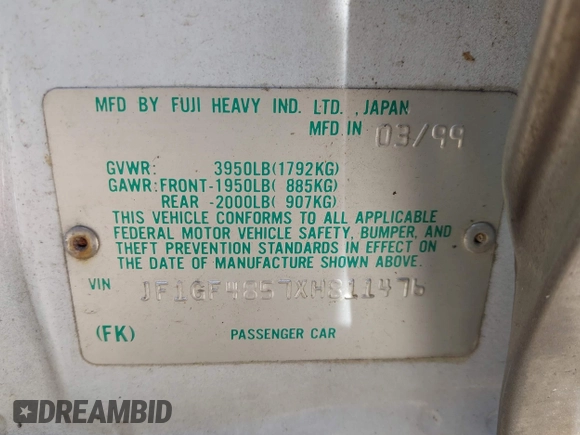 MFD BY FUJI HEAVY IND. LTD. , JAPAN
MFD.IN 03/99
GVWR: 3950LB(1792KG)
GAWR:FRONT-1950LB( 885KG)
REAR -2000LB( 907KG)
THIS VEHICLE CONFORMS TO ALL APPLICABLE
FEDERAL MOTOR VEHICLE SAFETY, BUMPER, AND
THEFT PREVENTION STANDARDS IN EFFECT ON
THE DATE OF MANUFACTURE SHOWN ABOVE.
VIN JF1GF4857XH811476
(FK) PASSENGER CAR
DREAMBID